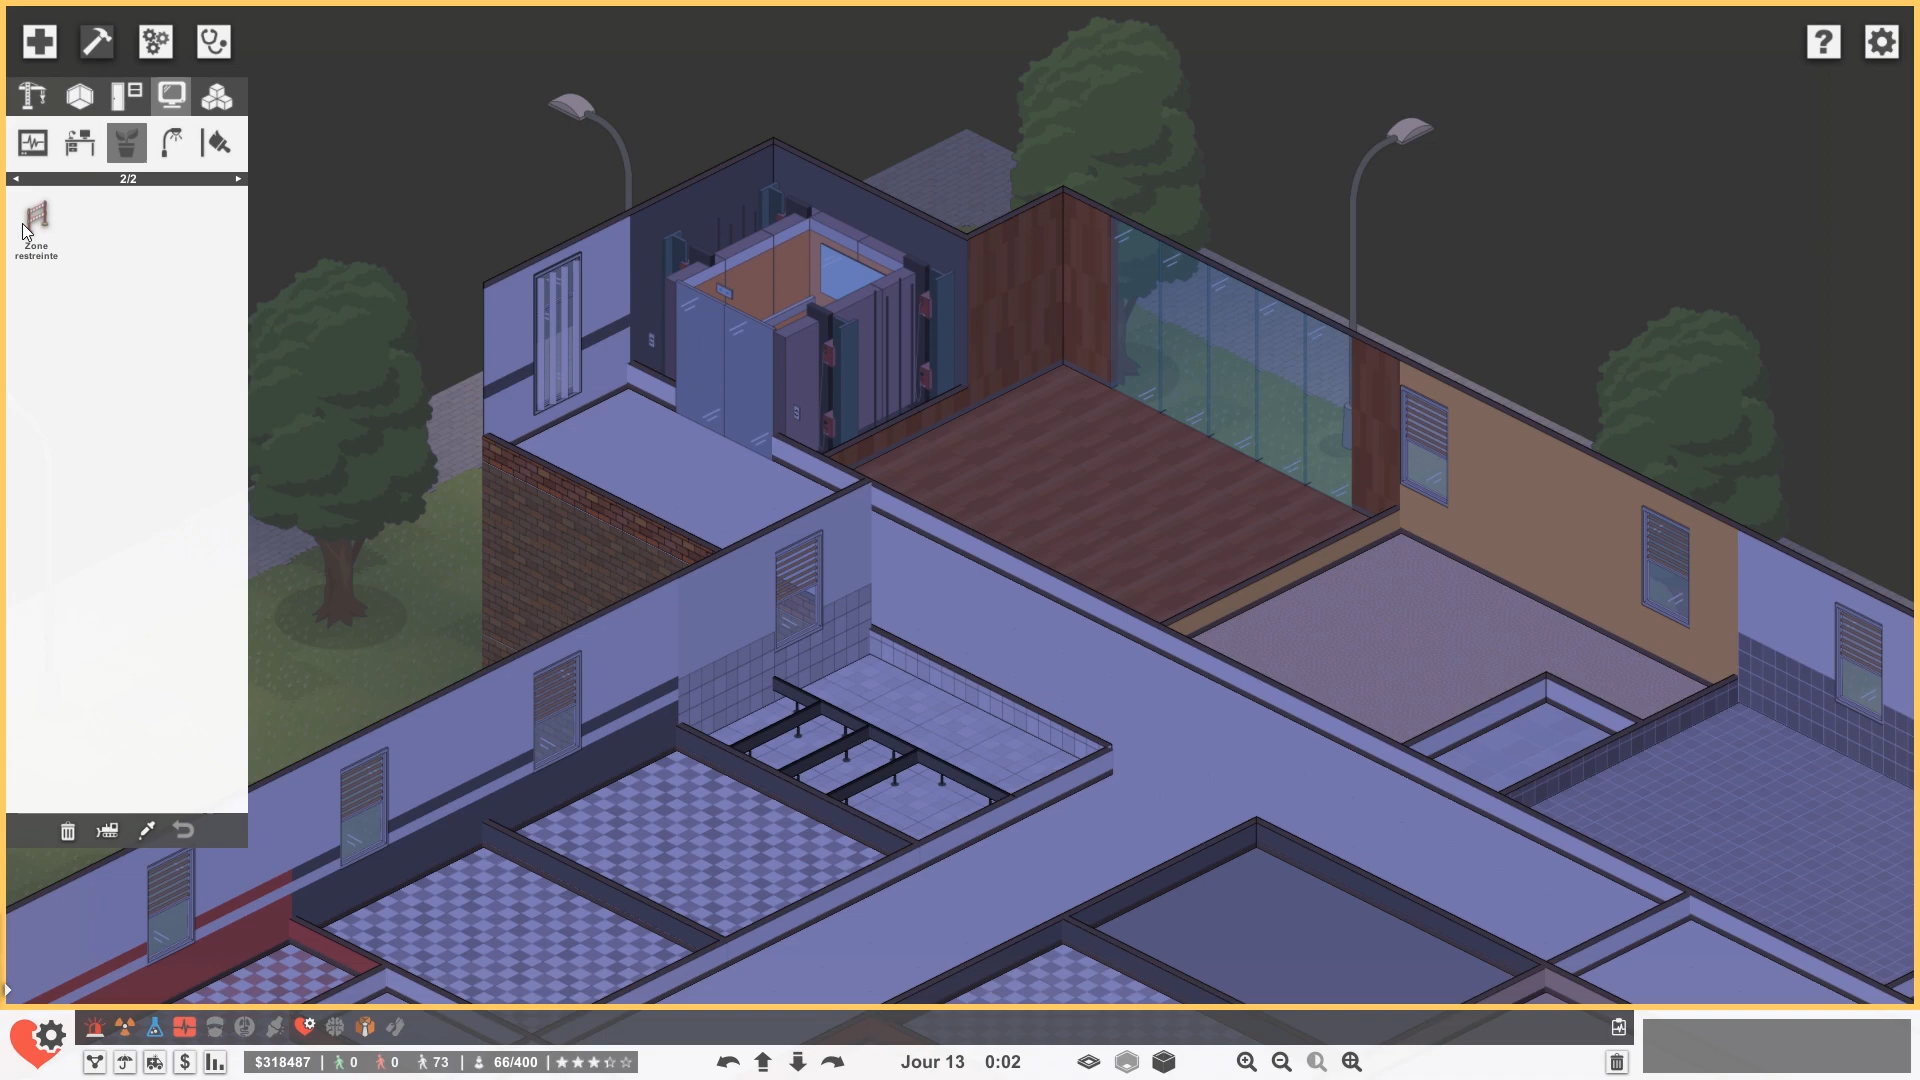 2/2
Zone
restreinte
$318487 | 0 | 0 | 73 | 66/400
Jour 13 0:02